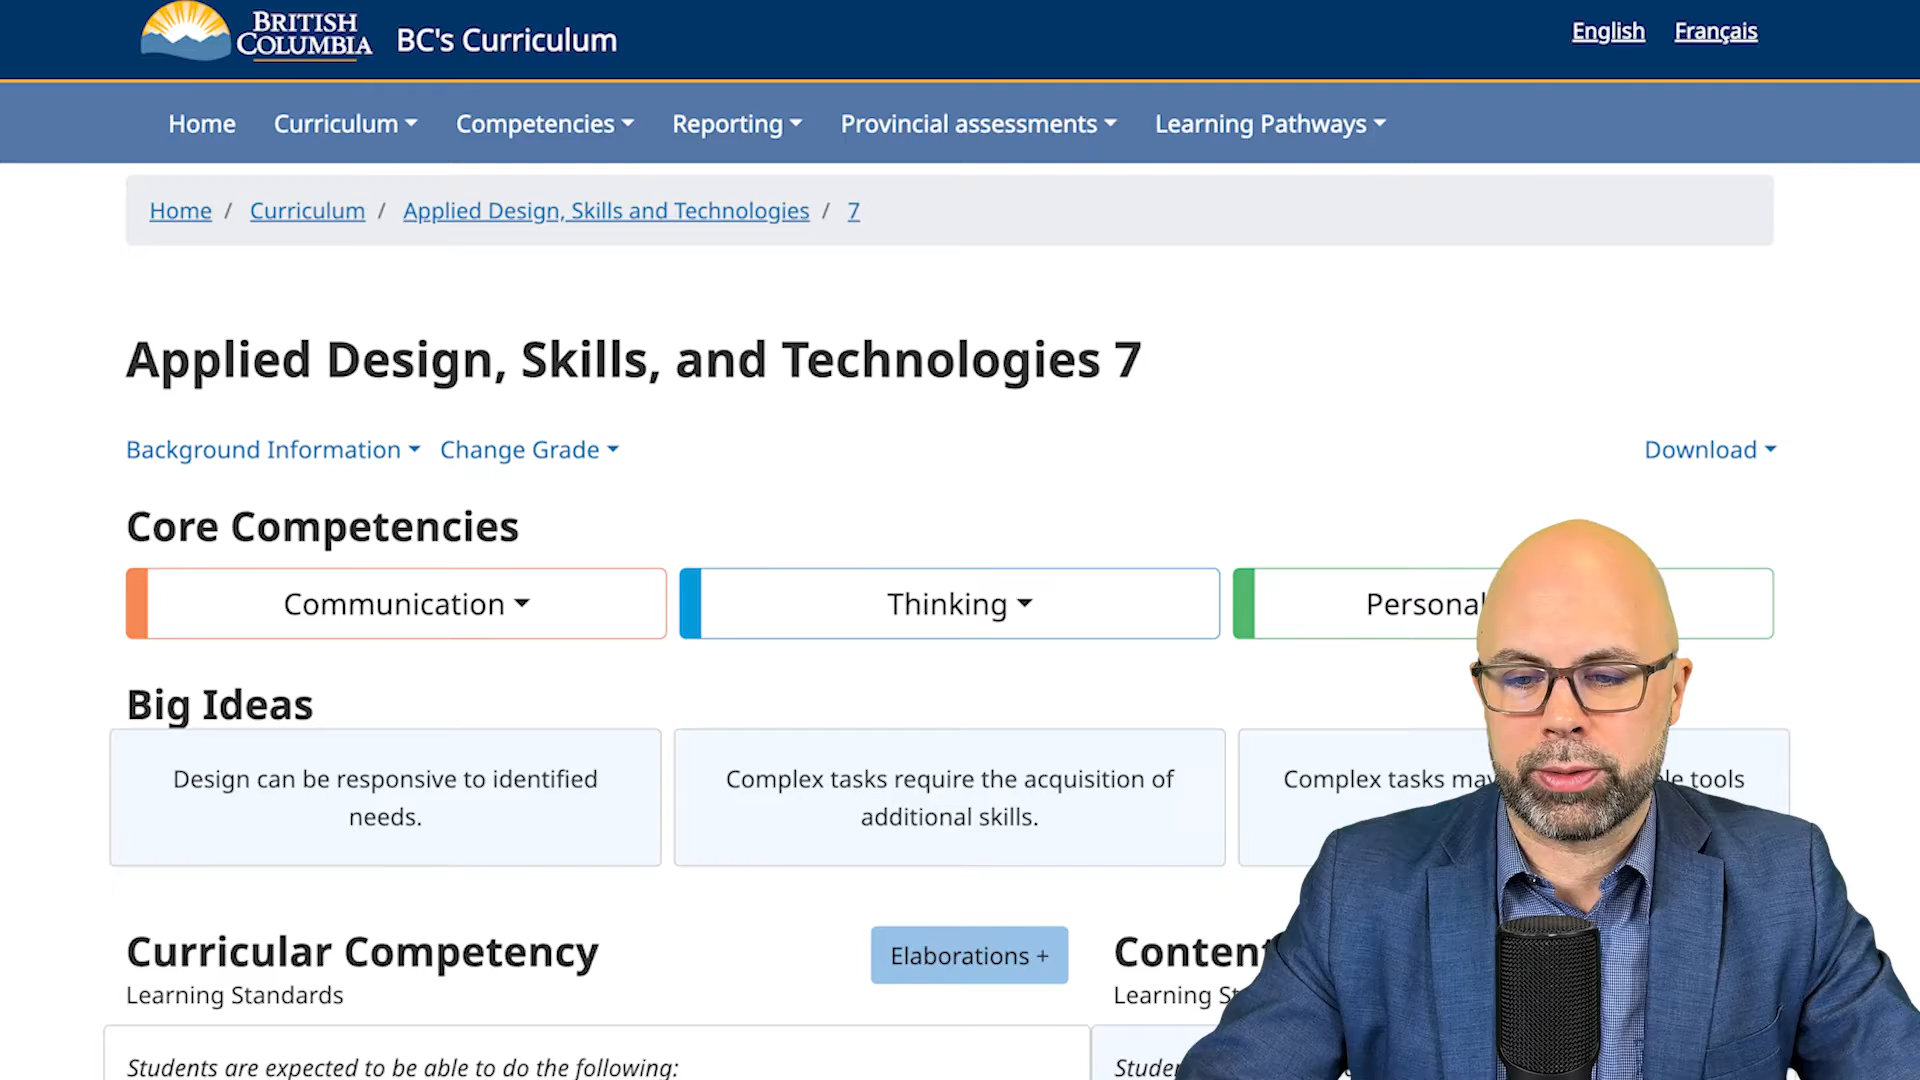 BRITISH
COLUMBIA
BC's Curriculum
English
Français
Home
Curriculum
Competencies
Reporting
Provincial assessments
Learning Pathways
Home / Curriculum / Applied Design, Skills and Technologies / 7
Applied Design, Skills, and Technologies 7
Background Information
Change Grade
Download
Core Competencies
Communication
Thinking
Personal
Big Ideas
Design can be responsive to identified
needs.
Complex tasks require the acquisition of
additional skills.
Complex tasks may tools
Curricular Competency
Learning Standards
Elaborations +
Content
Learning
Students are expected to be able to do the following: